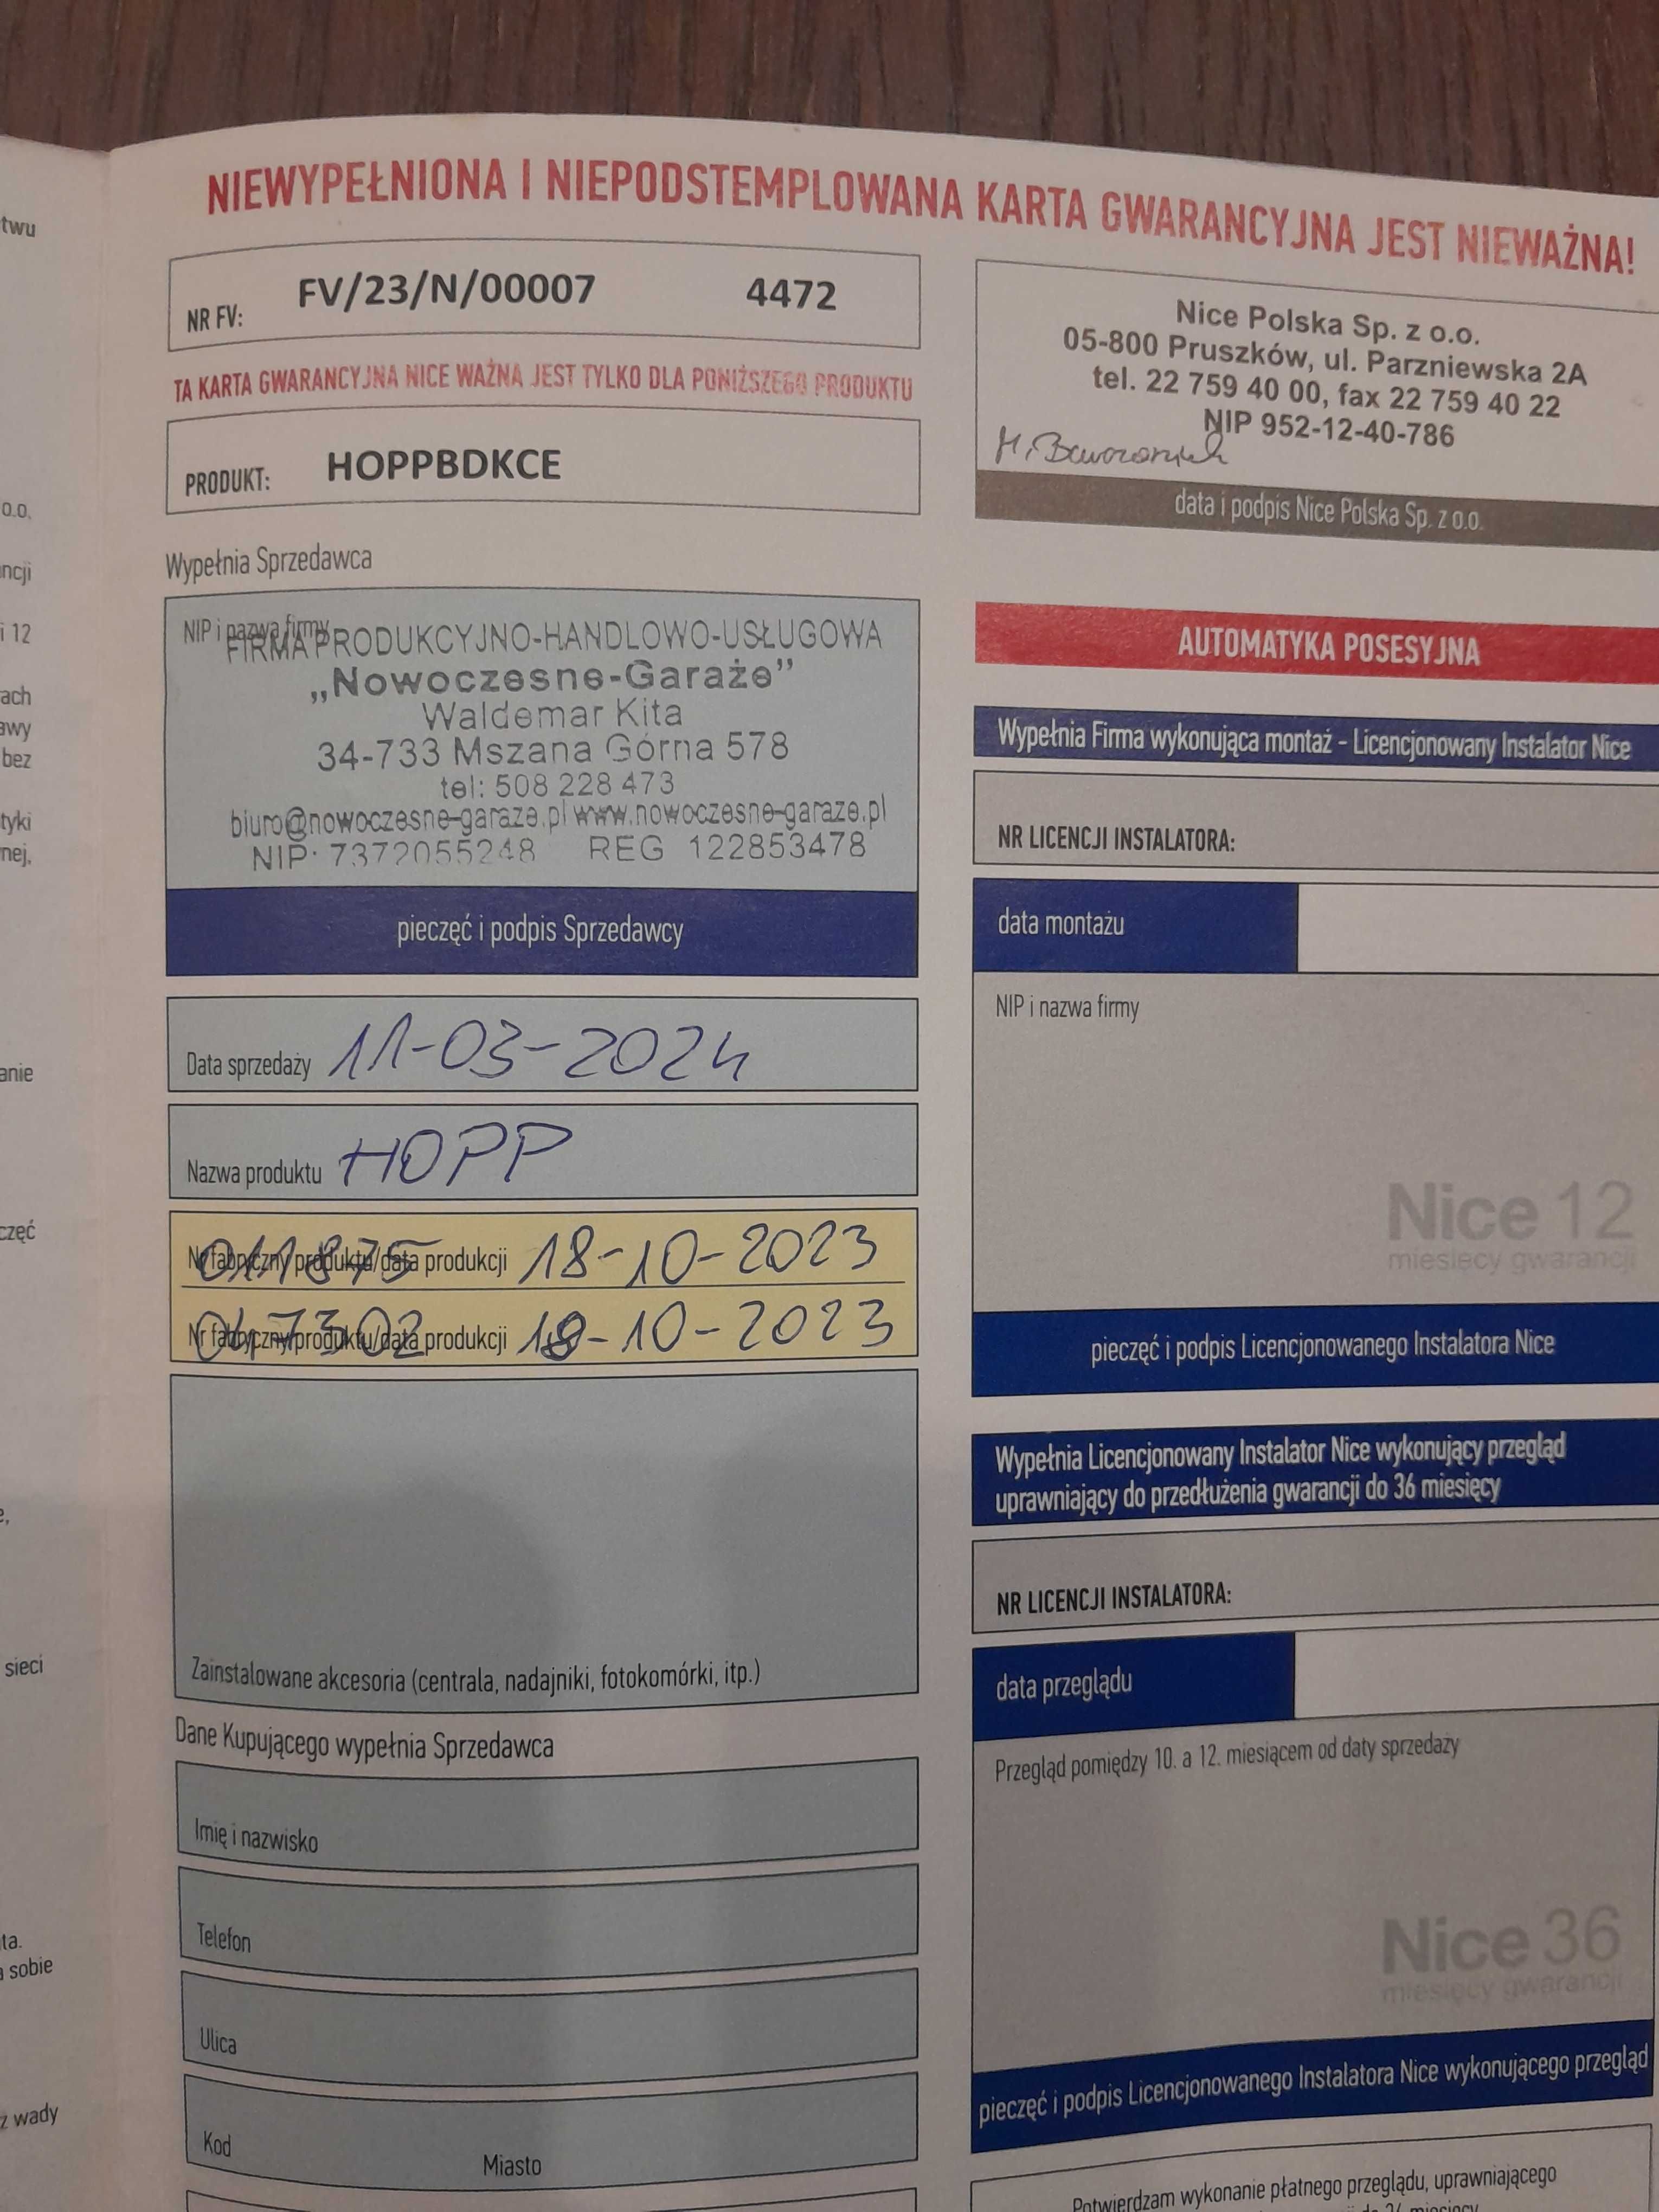 NIEWYPEŁNIONA I NIEPODSTEMPLOWANA KARTA GWARANCYJNA JEST NIEWAŻNA!
NR FV: FV/23/N/00007 4472
TA KARTA GWARANCYJNA NICE WAŻNA JEST TYLKO DLA PONIŻSZEGO PRODUKTU
PRODUKT: HOPPBDKCE
Wypełnia Sprzedawca
NIP i nazwa firmy
FIRMA PRODUKCYJNO-HANDLOWO-USŁUGOWA
„Nowoczesne-Garaże”
Waldemar Kita
34-733 Mszana Górna 578
tel: 508 228 473
biuro@nowoczesne-garaze.pl www.nowoczesne-garaze.pl
NIP: 7372055248 REG 122853478
pieczęć i podpis Sprzedawcy
Data sprzedaży 11-03-2024
Nazwa produktu HOPP
Nr fabryczny produktu/data produkcji 18-10-2023
011875
Nr fabryczny produktu/data produkcji 18-10-2023
047302
Zainstalowane akcesoria (centrala, nadajniki, fotokomórki, itp.)
Dane Kupującego wypełnia Sprzedawca
Imię i nazwisko
Telefon
Ulica
Kod Miasto
Nice Polska Sp. z o.o.
05-800 Pruszków, ul. Parzniewska 2A
tel. 22 759 40 00, fax 22 759 40 22
NIP 952-12-40-786
data i podpis Nice Polska Sp. z o.o.
AUTOMATYKA POSESYJNA
Wypełnia Firma wykonująca montaż - Licencjonowany Instalator Nice
NR LICENCJI INSTALATORA:
data montażu
NIP i nazwa firmy
Nice 12
miesięcy gwarancji
pieczęć i podpis Licencjonowanego Instalatora Nice
Wypełnia Licencjonowany Instalator Nice wykonujący przegląd
uprawniający do przedłużenia gwarancji do 36 miesięcy
NR LICENCJI INSTALATORA:
data przeglądu
Przegląd pomiędzy 10. a 12. miesiącem od daty sprzedaży
Nice 36
miesięcy gwarancji
pieczęć i podpis Licencjonowanego Instalatora Nice wykonującego przegląd
Potwierdzam wykonanie płatnego przeglądu, uprawniającego